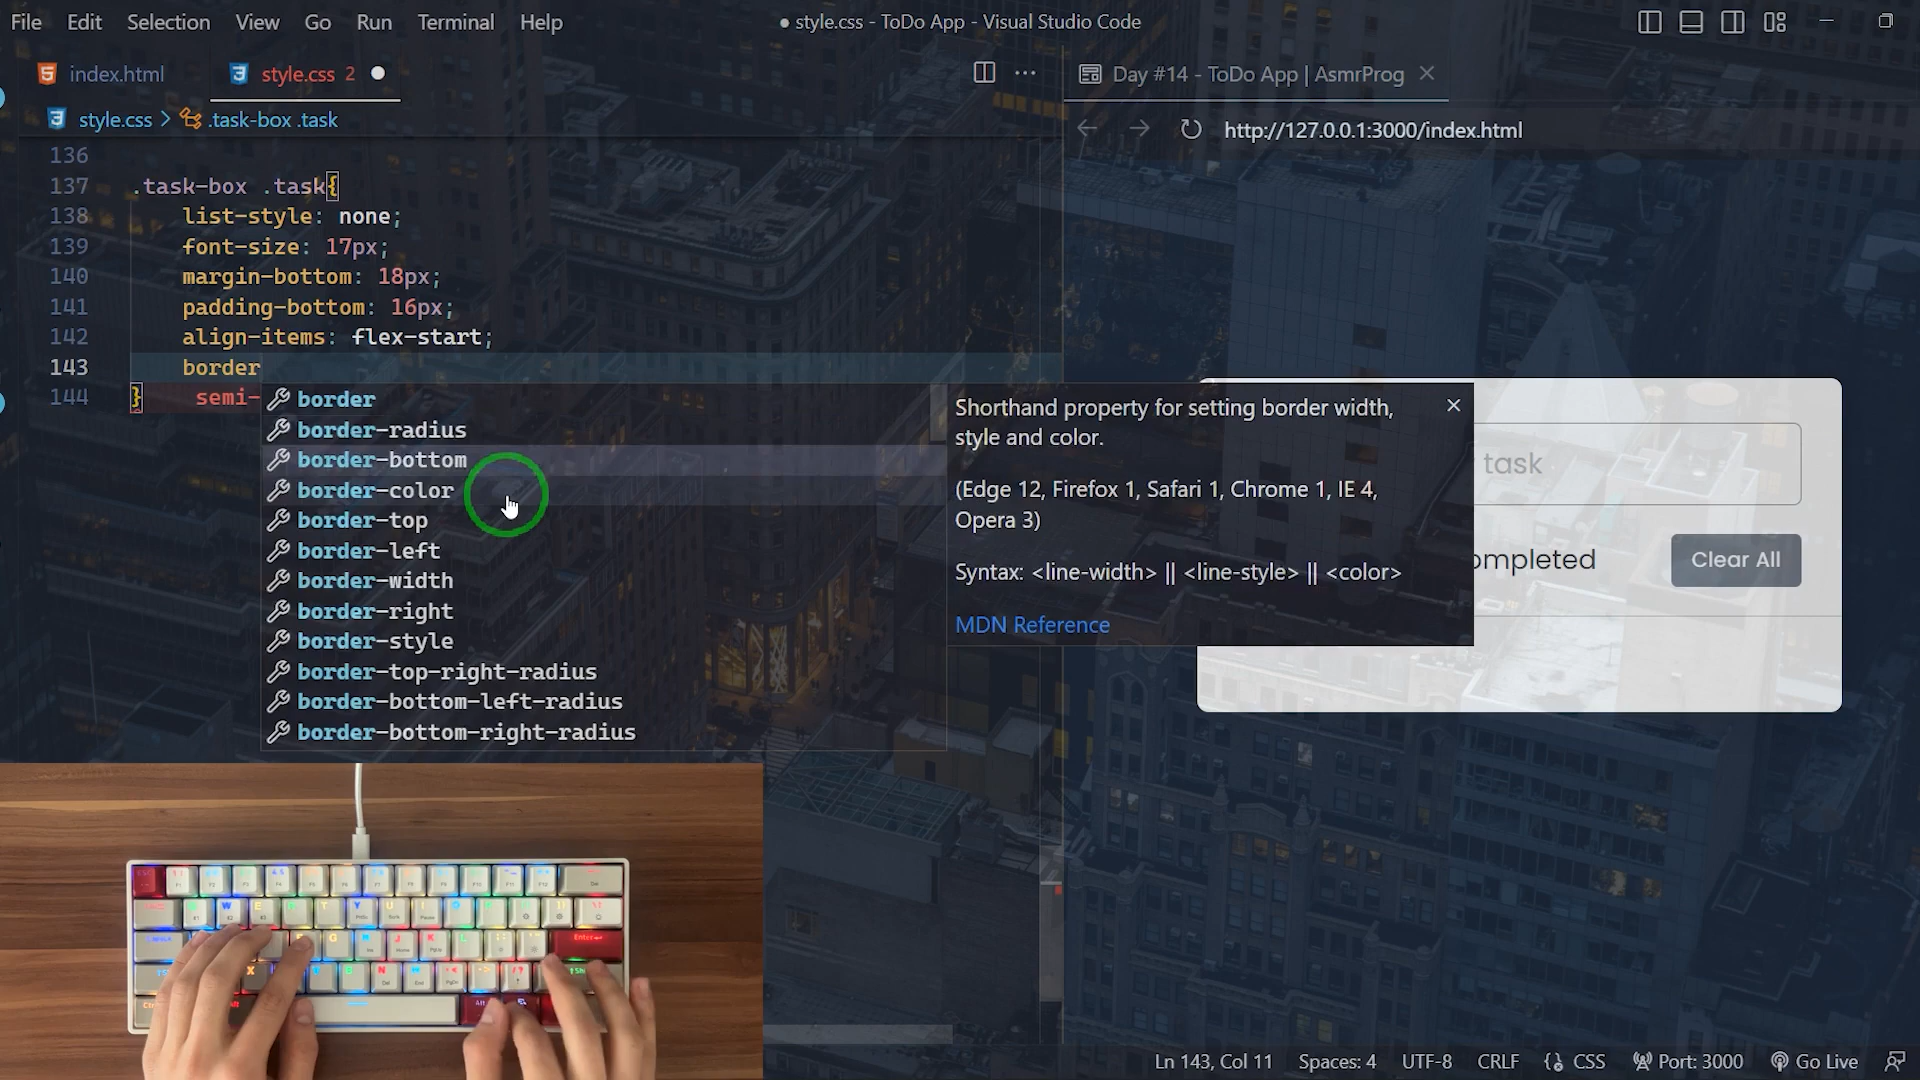 File Edit Selection View Go Run Terminal Help
● style.css - ToDo App - Visual Studio Code
index.html
style.css 2
Day #14 - ToDo App | AsmrProg
style.css > .task-box .task
http://127.0.0.1:3000/index.html
136
137 .task-box .task{
138 list-style: none;
139 font-size: 17px;
140 margin-bottom: 18px;
141 padding-bottom: 16px;
142 align-items: flex-start;
143 border
144 } semi-
border
border-radius
border-bottom
border-color
border-top
border-left
border-width
border-right
border-style
border-top-right-radius
border-bottom-left-radius
border-bottom-right-radius
Shorthand property for setting border width,
style and color.
(Edge 12, Firefox 1, Safari 1, Chrome 1, IE 4,
Opera 3)
Syntax: <line-width> || <line-style> || <color>
MDN Reference
task
ompleted
Clear All
Ln 143, Col 11 Spaces: 4 UTF-8 CRLF {} CSS Port: 3000 Go Live